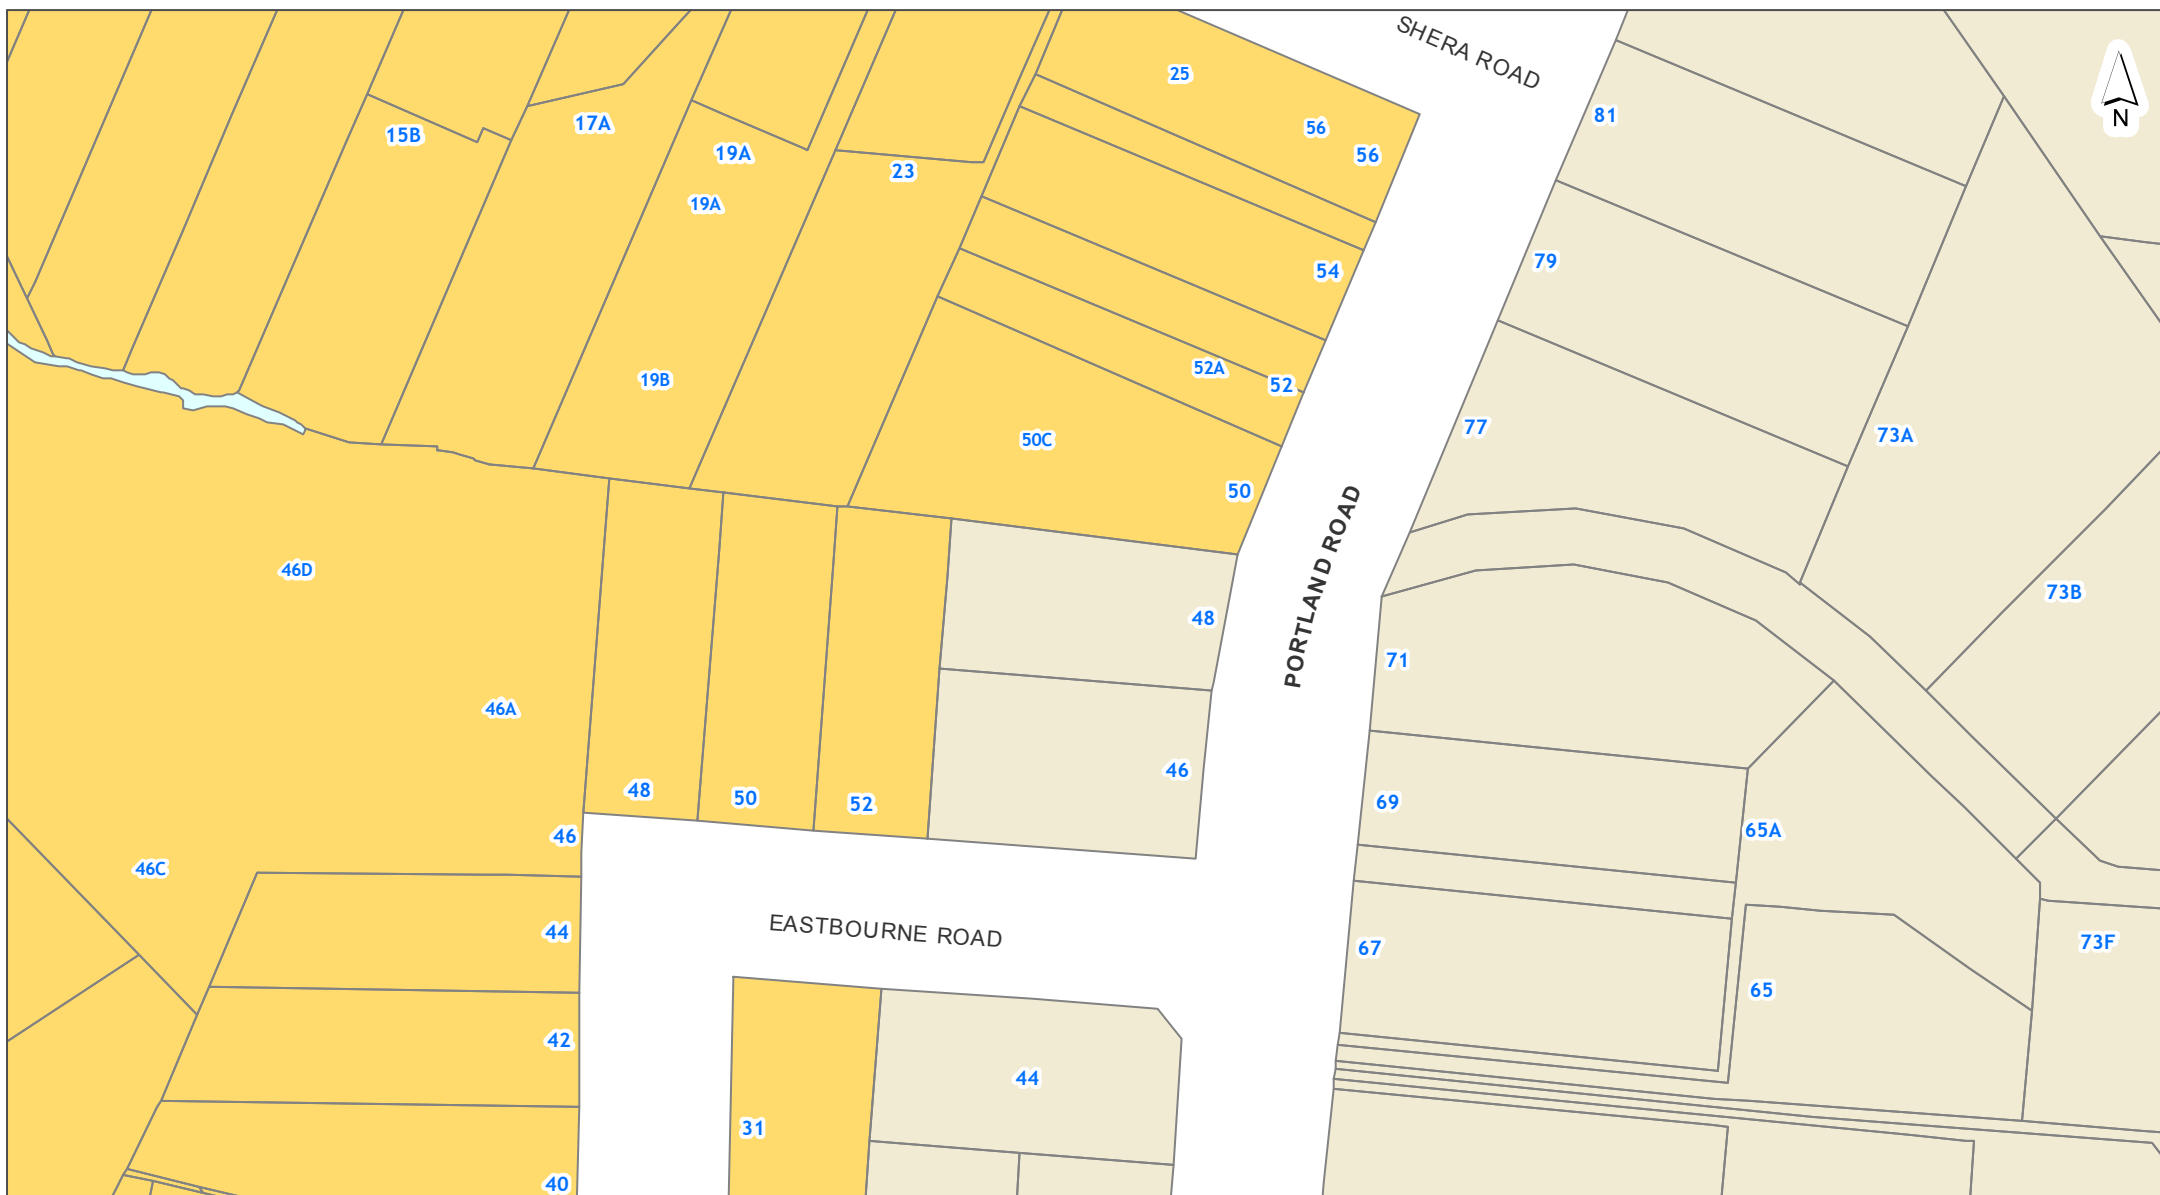 SHERA ROAD
25
81
N
17A
56
15B
19A
56
23
19A
79
54
52A
19B
52
77
73A
50C
50
PORTLAND ROAD
46D
73B
48
71
46A
46
48
50
69
52
65A
46
46C
EASTBOURNE ROAD
44
73F
67
65
42
44
31
40